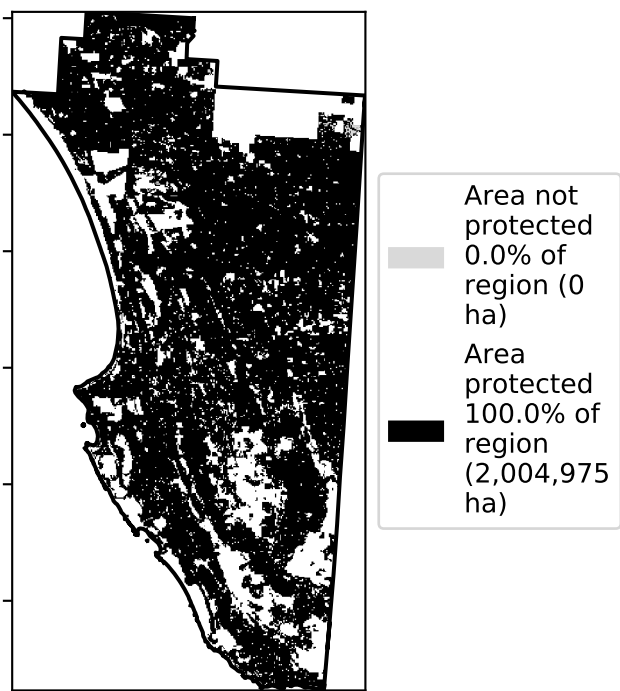 Area not
protected
0.0% of
region (0
ha)
Area
protected
100.0% of
region
(2,004,975
ha)